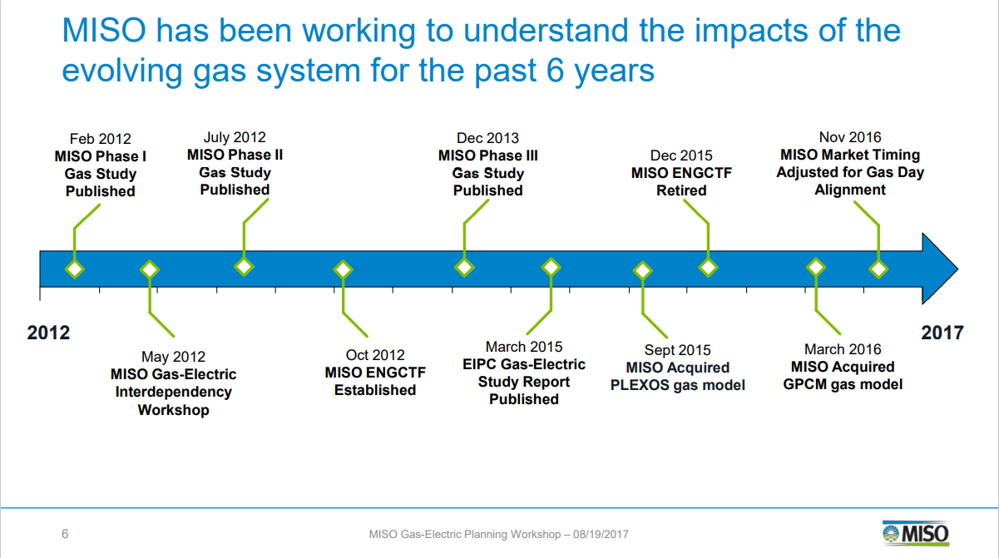 MISO has been working to understand the impacts of the
evolving gas system for the past 6 years
Feb 2012
MISO Phase I
Gas Study
Published
July 2012
MISO Phase II
Gas Study
Published
Dec 2013
MISO Phase III
Gas Study
Published
Dec 2015
MISO ENGCTF
Retired
Nov 2016
MISO Market Timing
Adjusted for Gas Day
Alignment
2012
2017
May 2012
MISO Gas-Electric
Interdependency
Workshop
Oct 2012
MISO ENGCTF
Established
March 2015
EIPC Gas-Electric
Study Report
Published
Sept 2015
MISO Acquired
PLEXOS gas model
March 2016
MISO Acquired
GPCM gas model
6
MISO Gas-Electric Planning Workshop – 08/19/2017
MISO